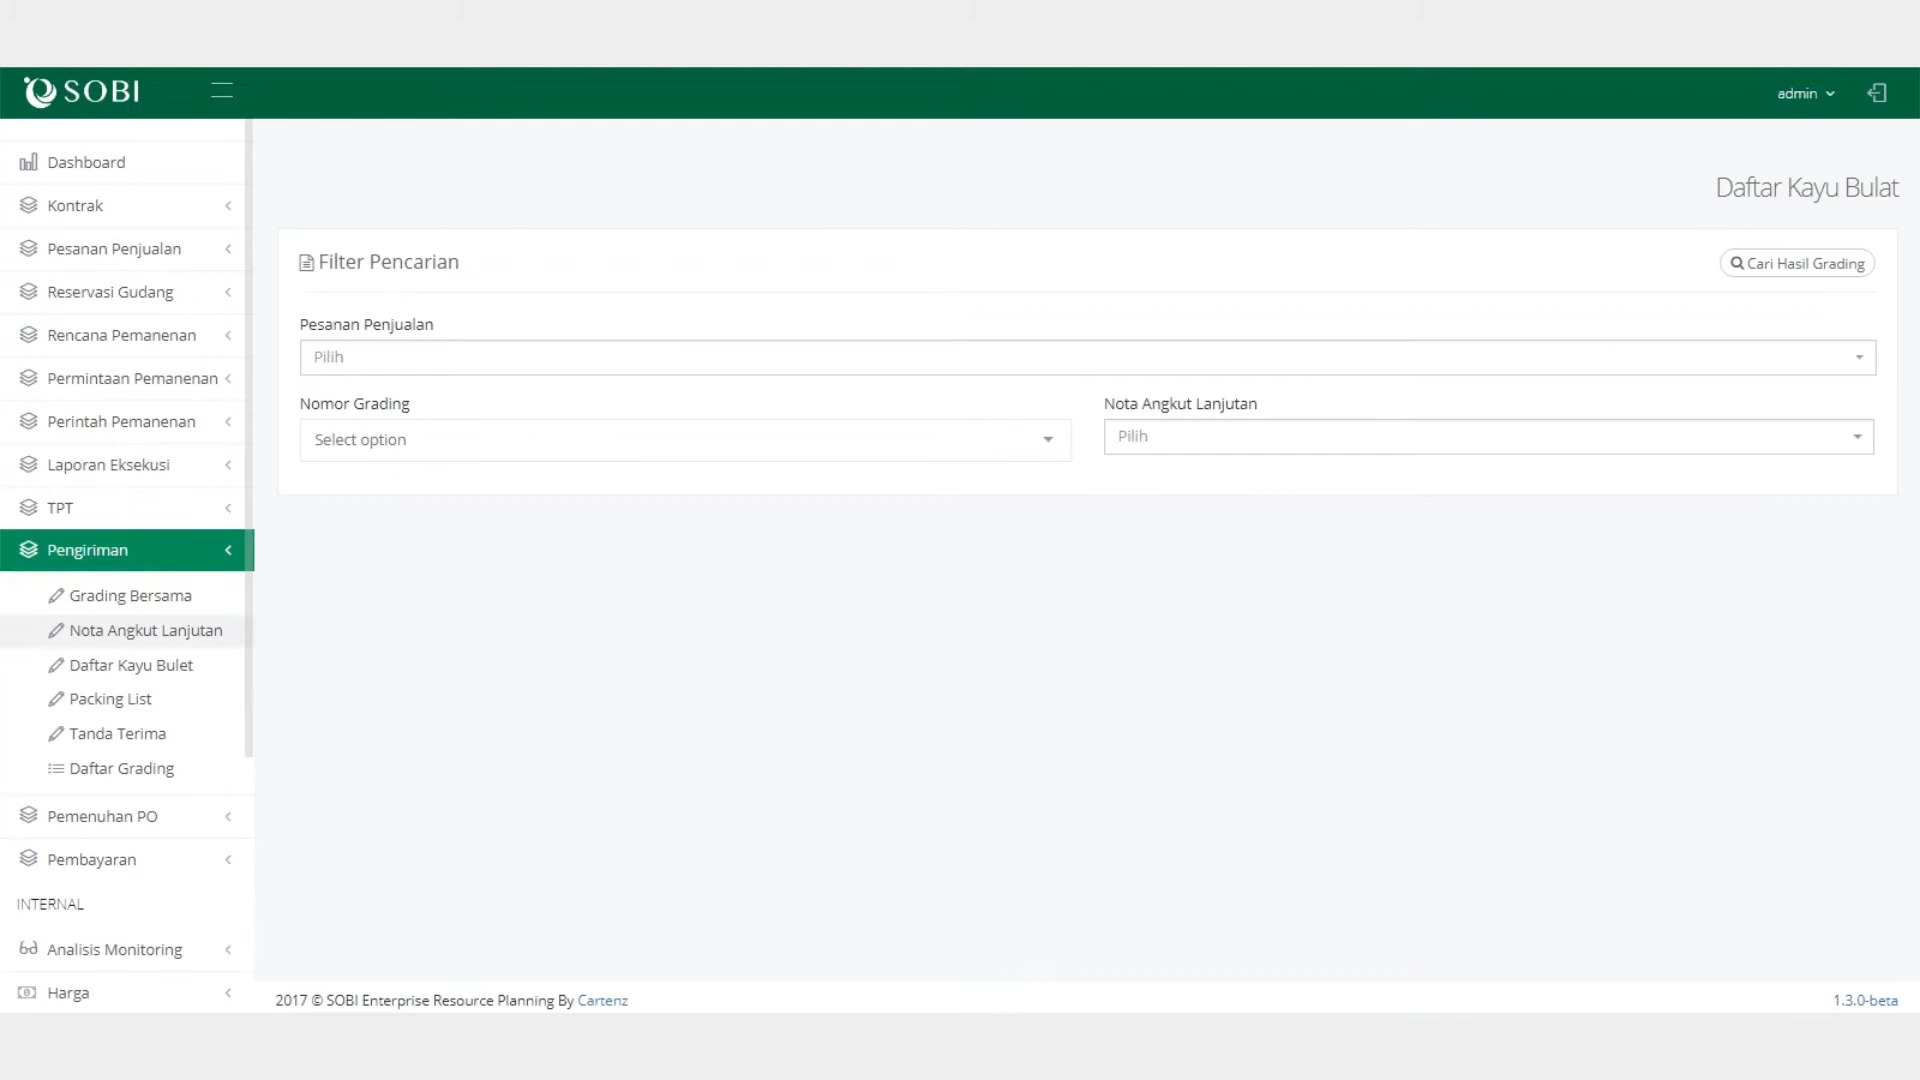 SOBI
admin
Dashboard
Kontrak
Pesanan Penjualan
Reservasi Gudang
Rencana Pemanenan
Permintaan Pemanenan
Perintah Pemanenan
Laporan Eksekusi
TPT
Pengiriman
Grading Bersama
Nota Angkut Lanjutan
Daftar Kayu Bulet
Packing List
Tanda Terima
Daftar Grading
Pemenuhan PO
Pembayaran
INTERNAL
Analisis Monitoring
Harga
Daftar Kayu Bulat
Filter Pencarian
Cari Hasil Grading
Pesanan Penjualan
Pilih
Nomor Grading
Select option
Nota Angkut Lanjutan
Pilih
2017 © SOBI Enterprise Resource Planning By Cartenz
1.3.0-beta